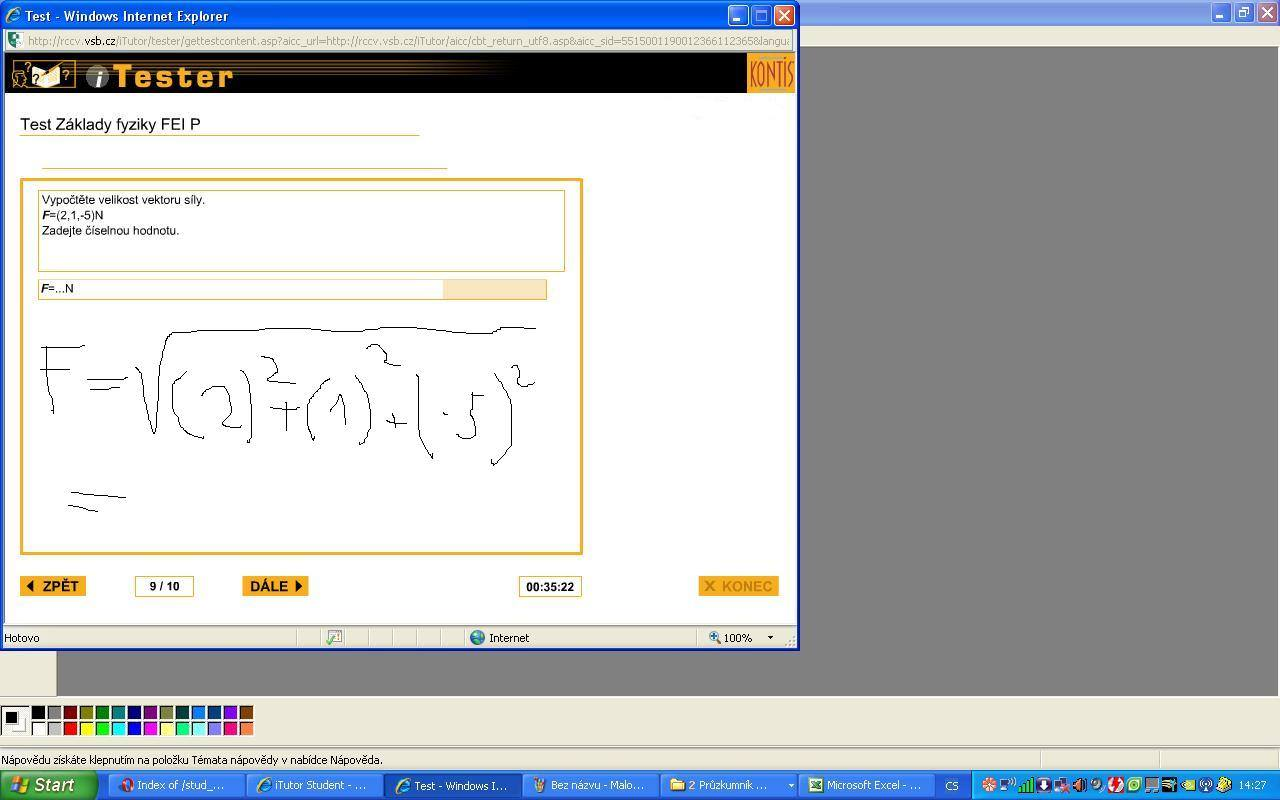 Test - Windows Internet Explorer
http://rccv.vsb.cz/iTutor/tester/gettestcontent.asp?aicc_url=http://rccv.vsb.cz/iTutor/aicc/cbt_return_utf8.asp&aicc_sid=5515001190012366112365&langua
i Tester
KONTIS
Test Základy fyziky FEI P
Vypočtěte velikost vektoru síly.
F=(2,1,-5)N
Zadejte číselnou hodnotu.
F=...N
F = √(2)²+(1)²+(-5)²
=
ZPĚT
9 / 10
DÁLE
00:35:22
X KONEC
Hotovo
Internet
100%
Nápovědu získáte klepnutím na položku Témata nápovědy v nabídce Nápověda.
Start
Index of /stud_...
iTutor Student - ...
Test - Windows I...
Bez názvu - Malo...
2 Průzkumník ...
Microsoft Excel - ...
CS
14:27